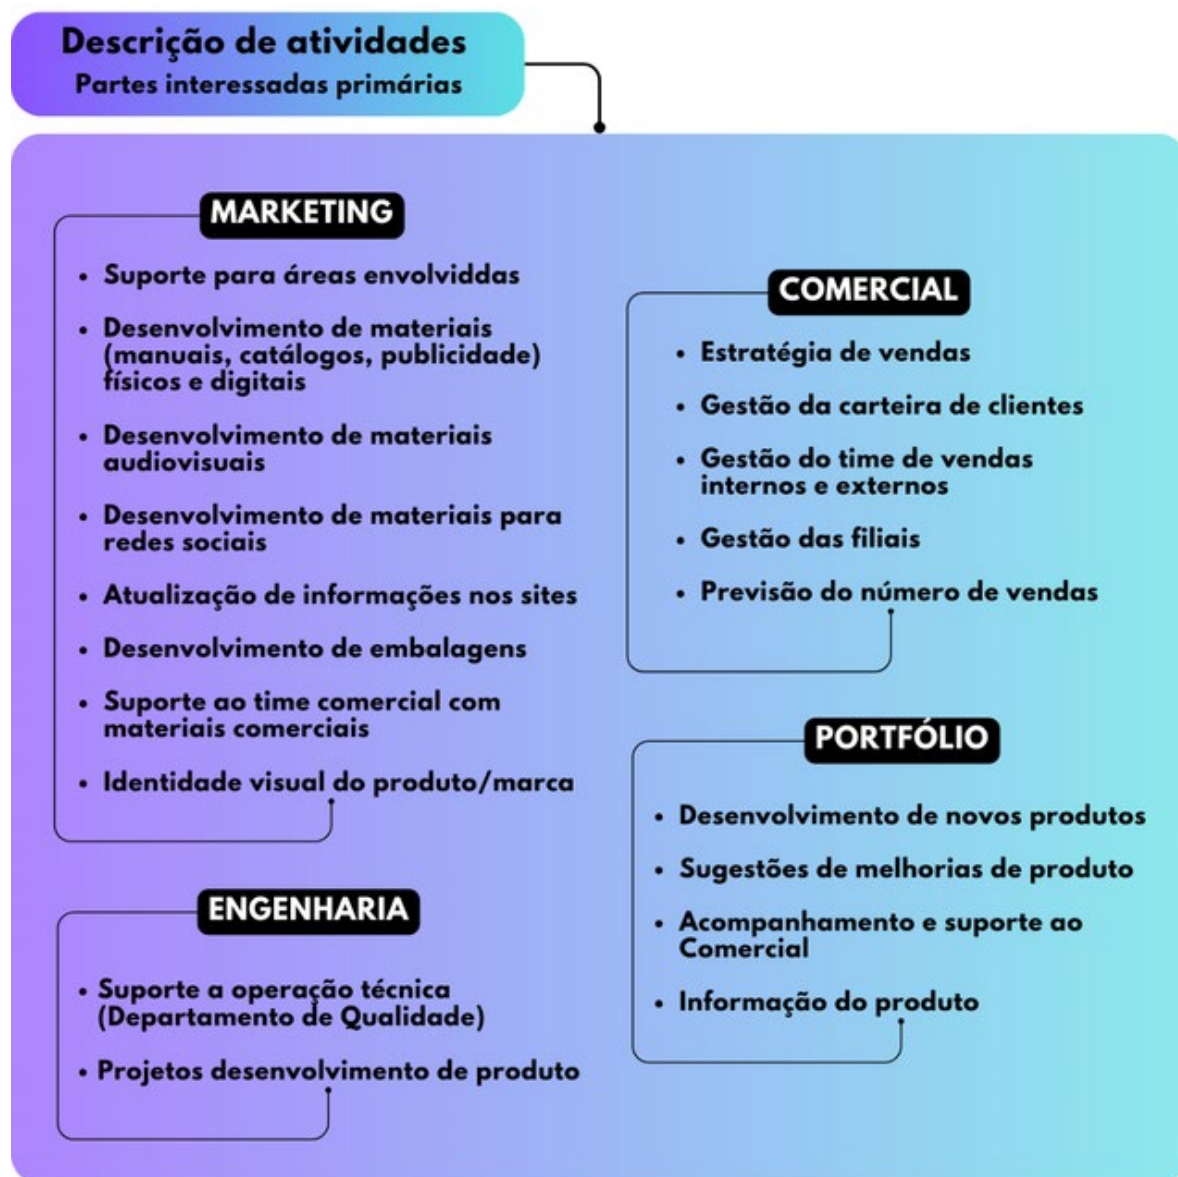 Descrição de atividades
Partes interessadas primárias
MARKETING
• Suporte para áreas envolviddas
• Desenvolvimento de materiais
(manuais, catálogos, publicidade)
físicos e digitais
• Desenvolvimento de materiais
audiovisuais
• Desenvolvimento de materiais para
redes sociais
• Atualização de informações nos sites
• Desenvolvimento de embalagens
• Suporte ao time comercial com
materiais comerciais
• Identidade visual do produto/marca
COMERCIAL
• Estratégia de vendas
• Gestão da carteira de clientes
• Gestão do time de vendas
internos e externos
• Gestão das filiais
• Previsão do número de vendas
ENGENHARIA
• Suporte a operação técnica
(Departamento de Qualidade)
• Projetos desenvolvimento de produto
PORTFÓLIO
• Desenvolvimento de novos produtos
• Sugestões de melhorias de produto
• Acompanhamento e suporte ao
Comercial
• Informação do produto